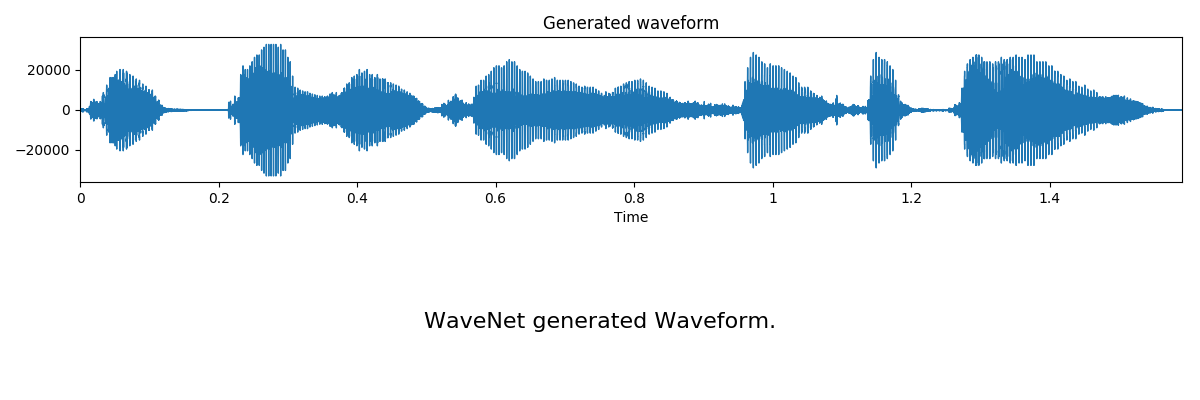 Generated waveform
20000
0
−20000
0 0.2 0.4 0.6 0.8 1 1.2 1.4
Time
WaveNet generated Waveform.